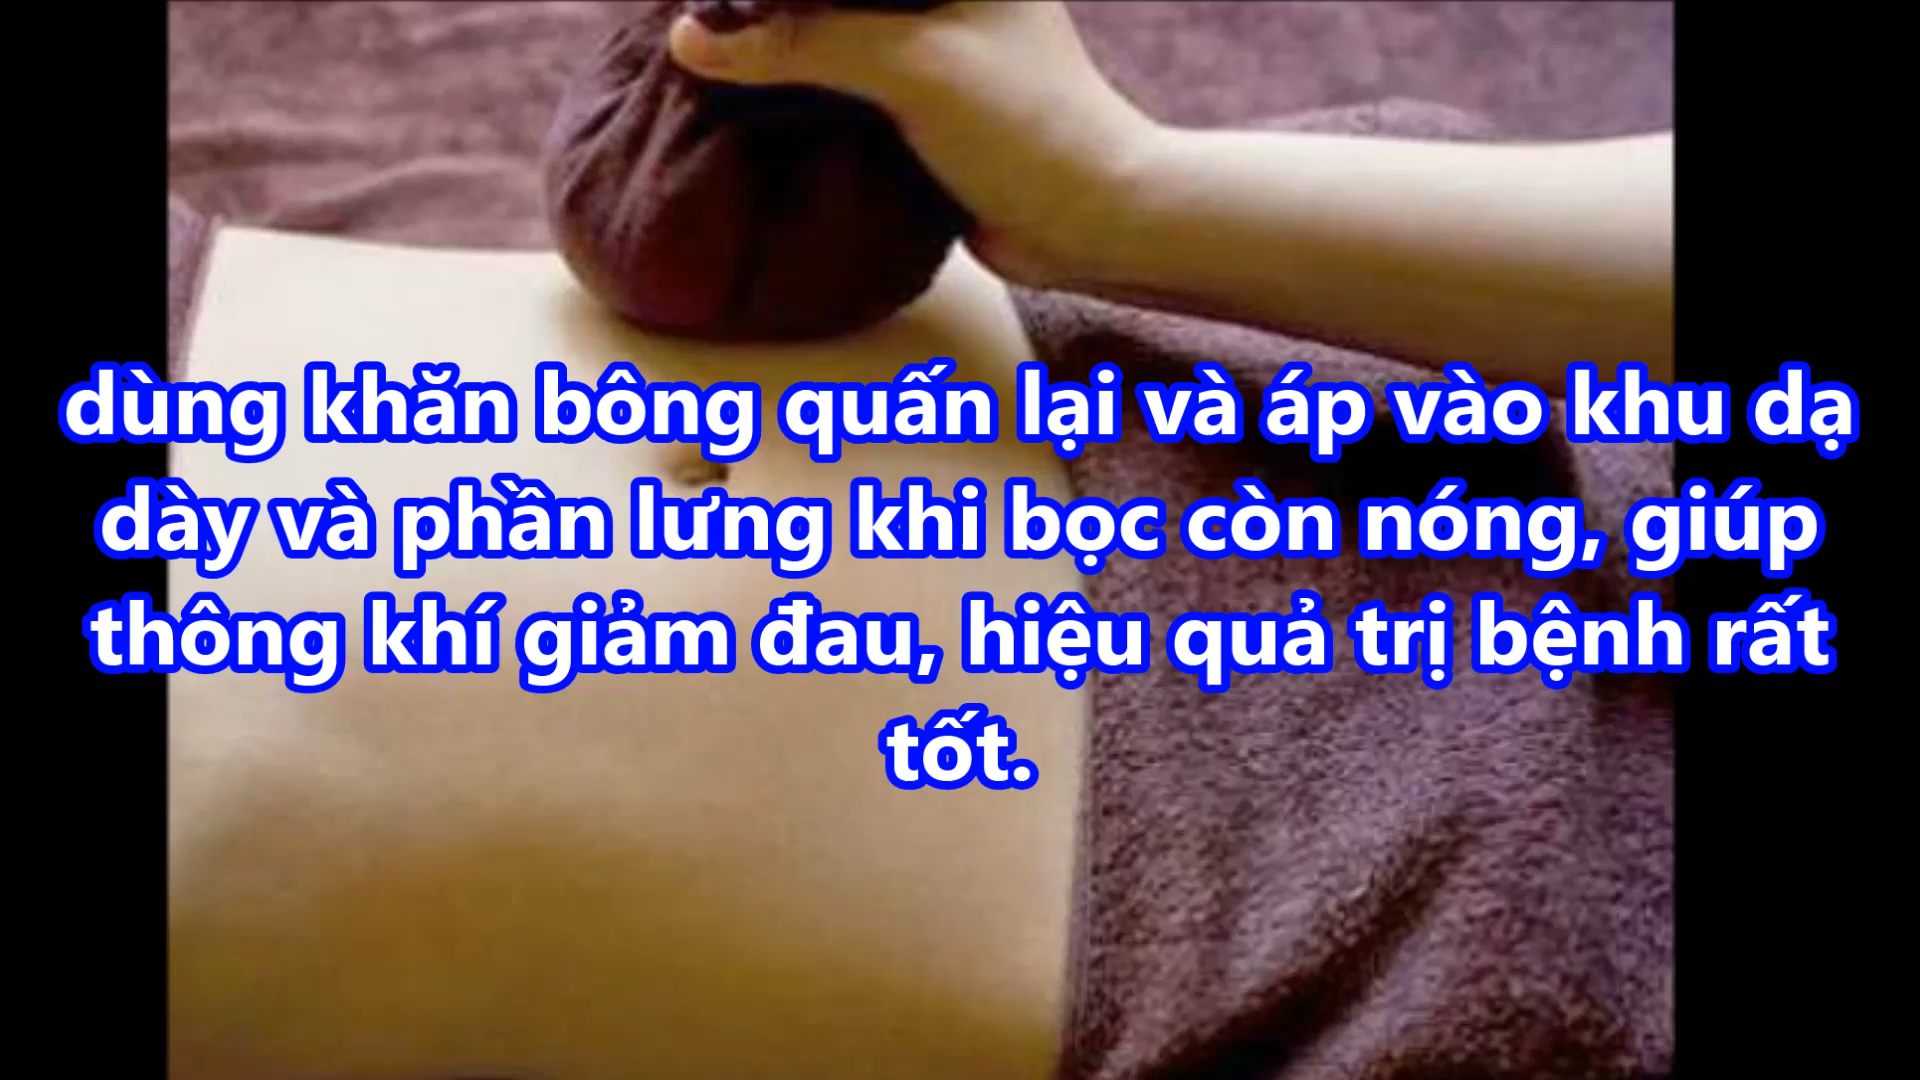 dùng khăn bông quấn lại và áp vào khu dạ
dày và phần lưng khi bọc còn nóng, giúp
thông khí giảm đau, hiệu quả trị bệnh rất
tốt.